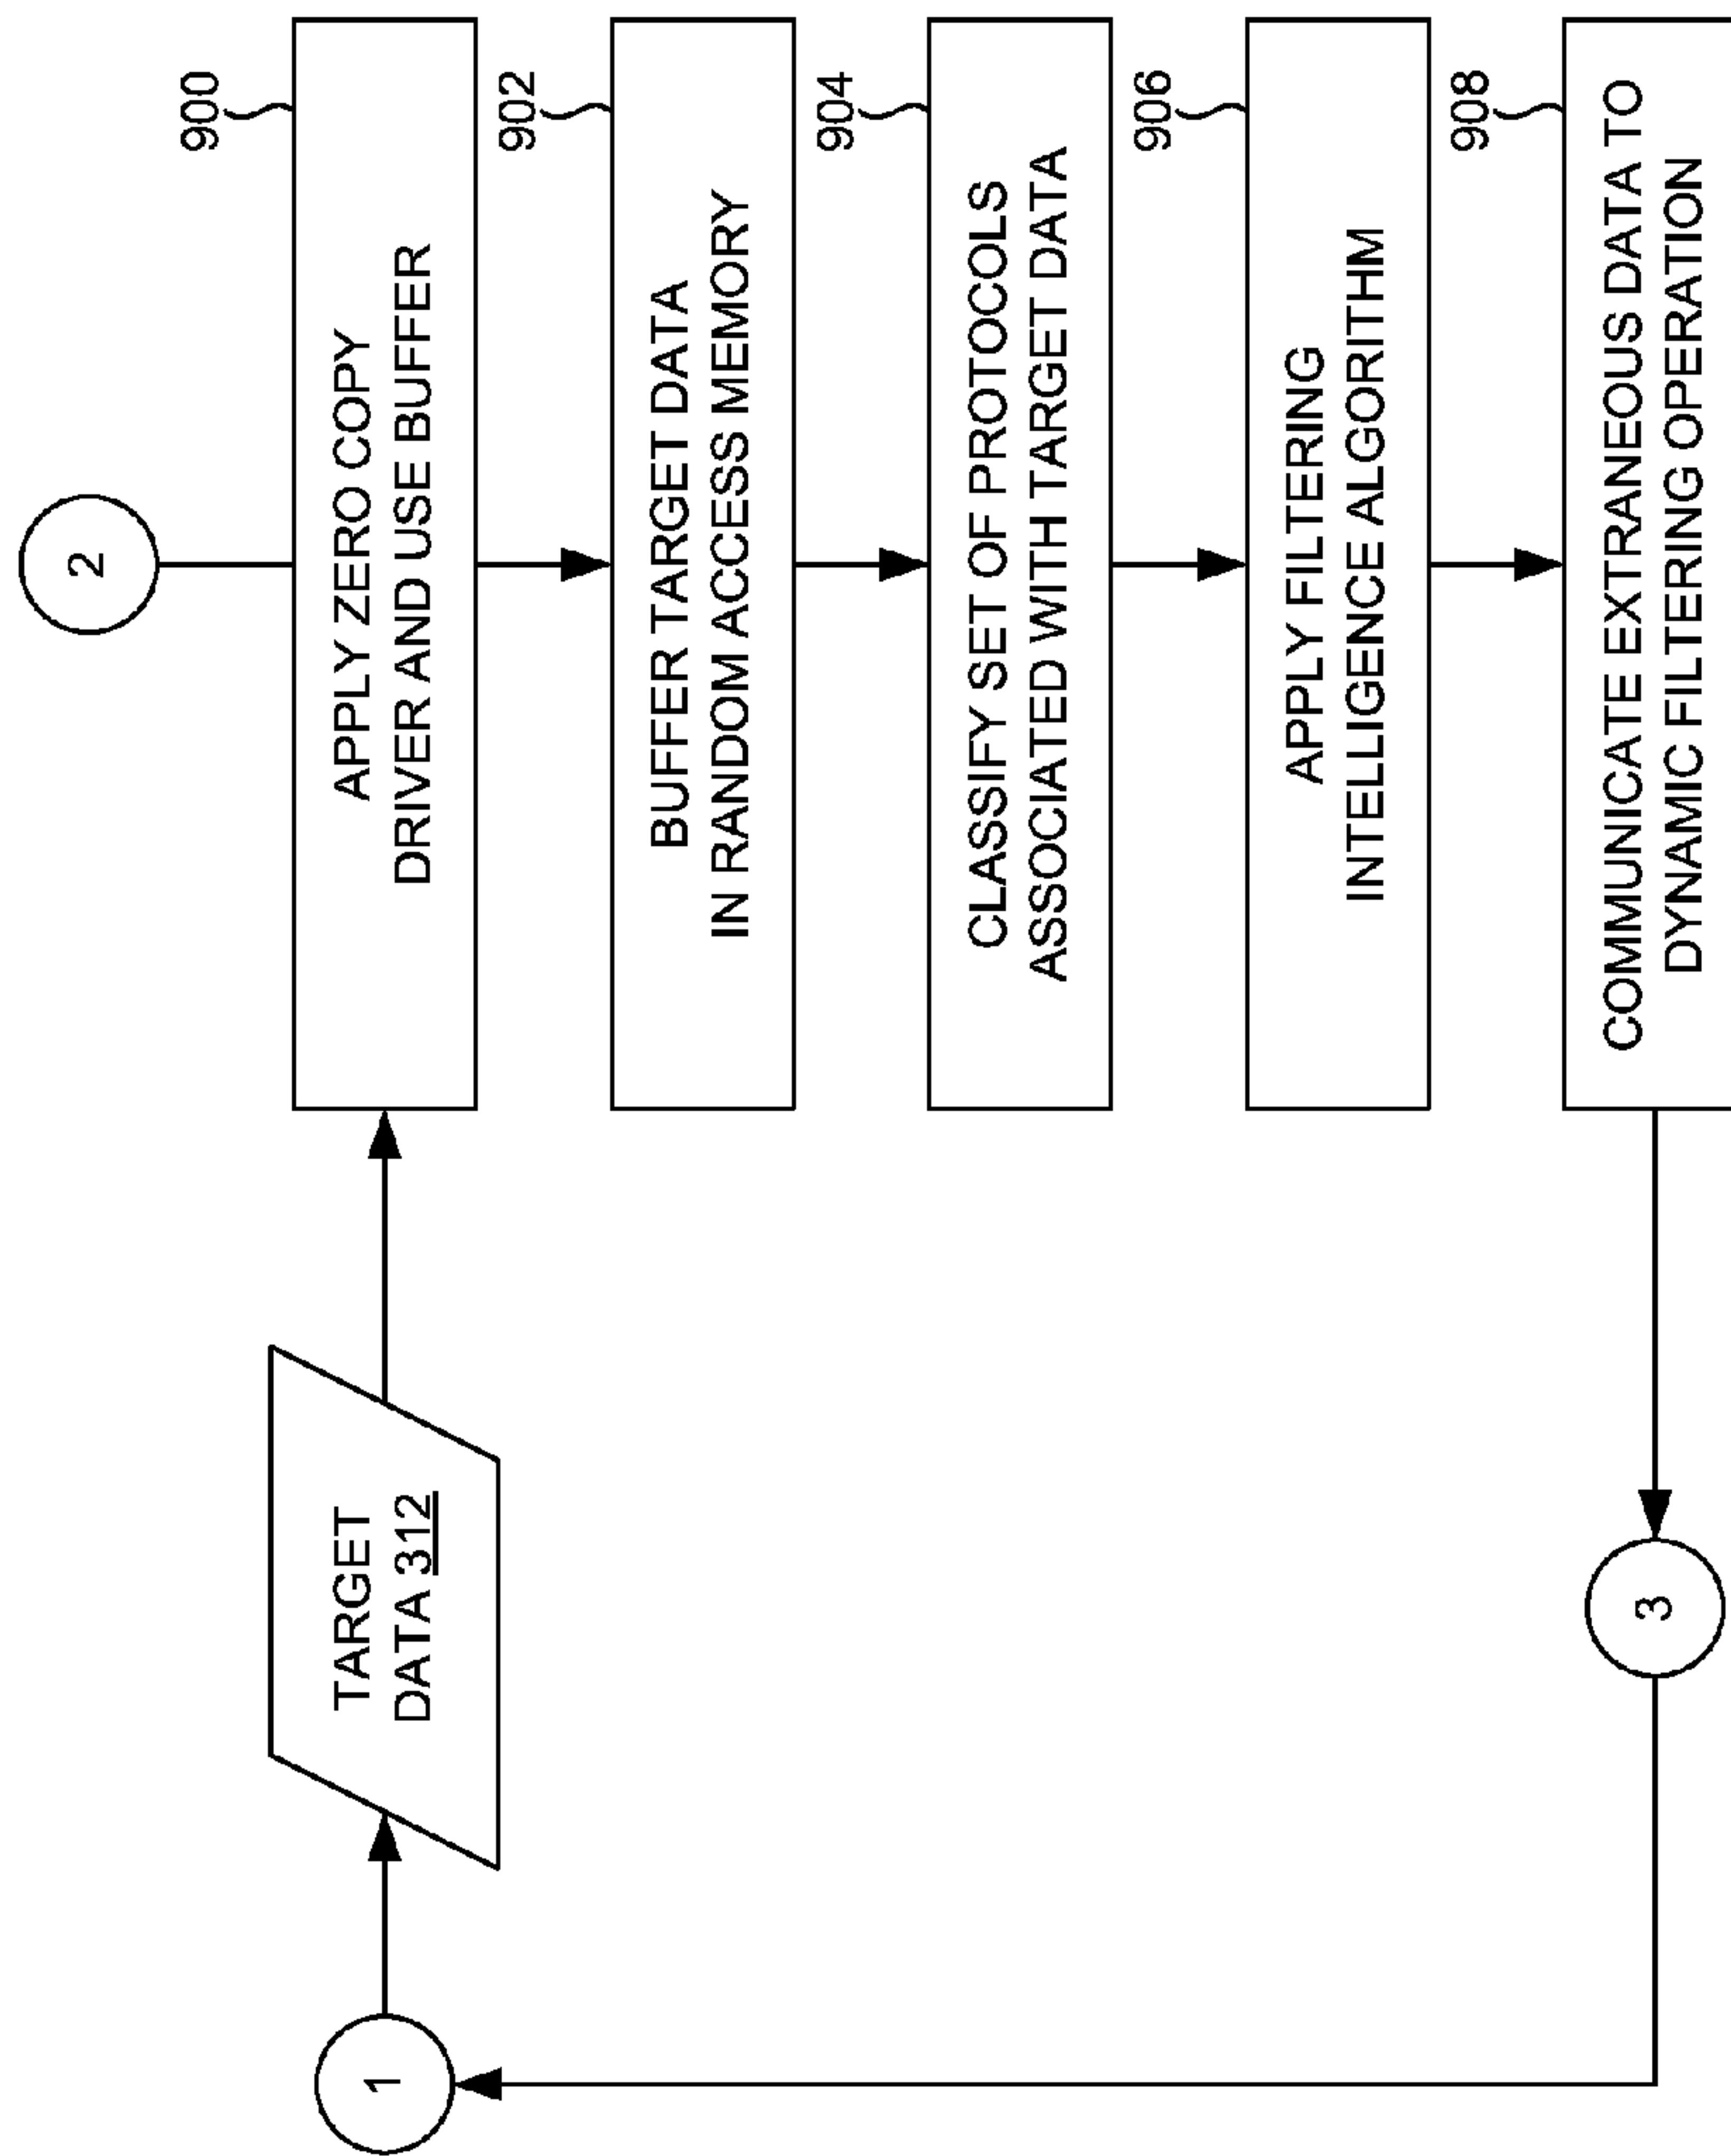 2
900
APPLY ZERO COPY
DRIVER AND USE BUFFER
902
BUFFER TARGET DATA
IN RANDOM ACCESS MEMORY
904
CLASSIFY SET OF PROTOCOLS
ASSOCIATED WITH TARGET DATA
906
APPLY FILTERING
INTELLIGENCE ALGORITHM
908
COMMUNICATE EXTRANEOUS DATA TO
DYNAMIC FILTERING OPERATION
TARGET
DATA 312
1
3